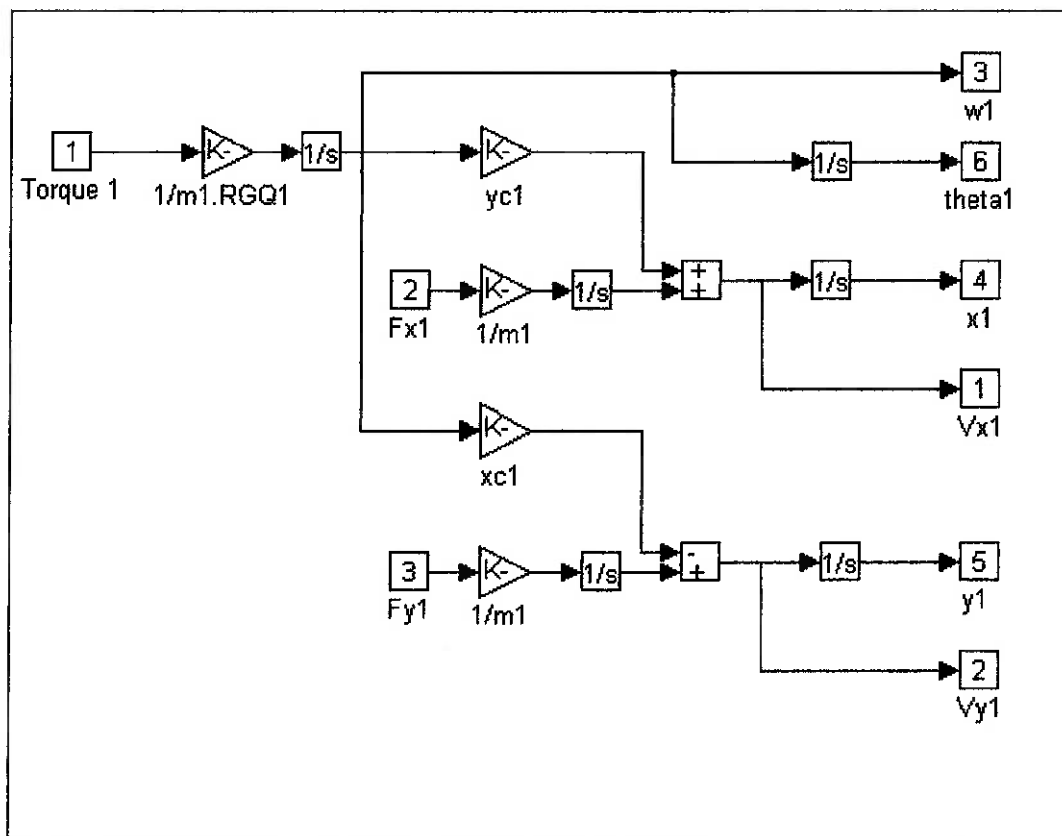 3
w1
1
K-
1/s
K-
1/s
6
Torque 1
1/m1.RGQ1
yc1
theta1
2
K-
1/s
+
+
1/s
4
Fx1
1/m1
x1
1
Vx1
K-
xc1
3
K-
1/s
-
+
1/s
5
Fy1
1/m1
y1
2
Vy1